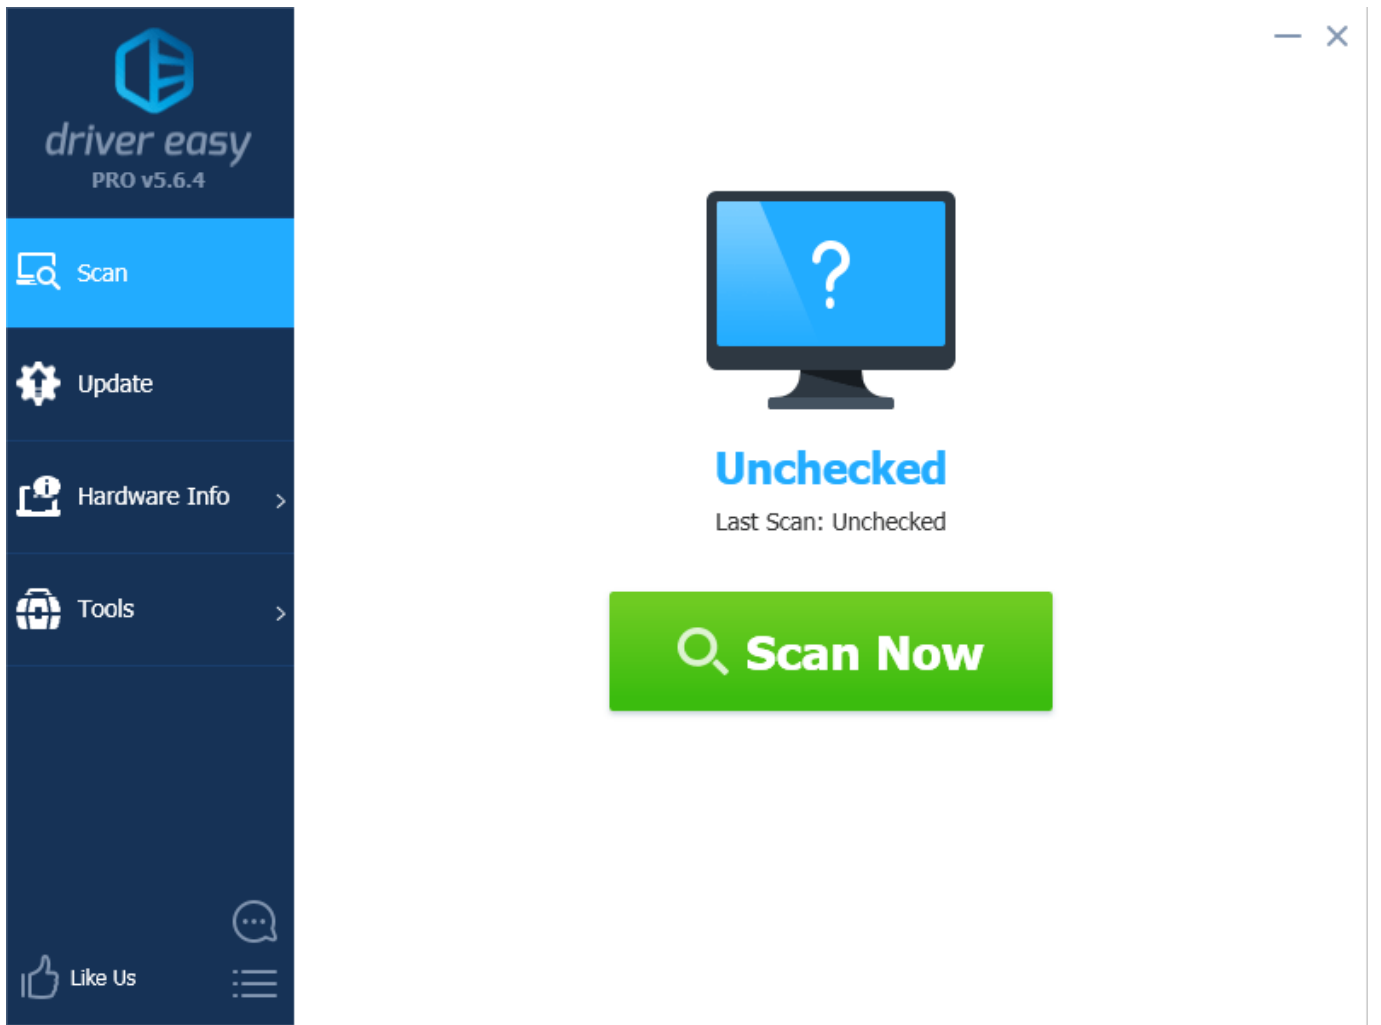 driver easy
PRO v5.6.4
Scan
Update
Hardware Info
Tools
Like Us
?
Unchecked
Last Scan: Unchecked
Scan Now